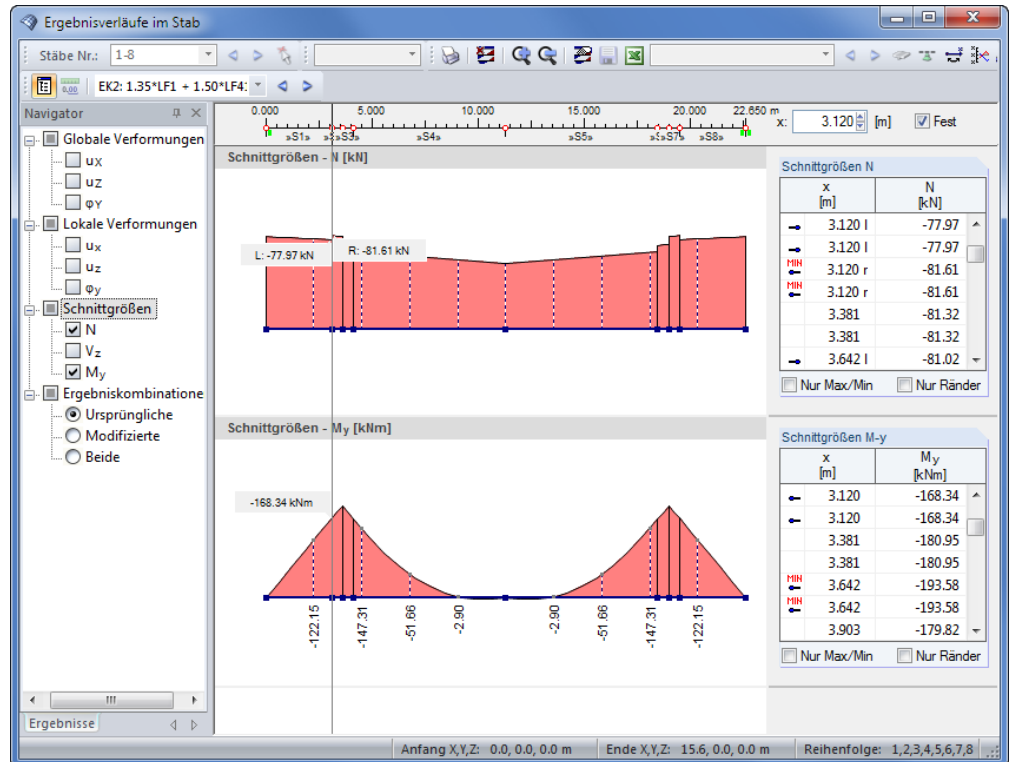 Ergebnisverläufe im Stab
Stäbe Nr.: 1-8
EK2: 1.35*LF1 + 1.50*LF4:
Navigator
Globale Verformungen
uX
uZ
φY
Lokale Verformungen
ux
uz
φy
Schnittgrößen
N
Vz
My
Ergebniskombinatione
Ursprüngliche
Modifizierte
Beide
Ergebnisse
0.000 5.000 10.000 15.000 20.000 22.650 m
»S1» »S3» »S4» »S5» »S7» »S8»
x: 3.120 [m] Fest
Schnittgrößen - N [kN]
L: -77.97 kN R: -81.61 kN
Schnittgrößen N
x [m] N [kN]
3.120 l -77.97
3.120 l -77.97
MIN 3.120 r -81.61
MIN 3.120 r -81.61
3.381 -81.32
3.381 -81.32
3.642 l -81.02
Nur Max/Min Nur Ränder
Schnittgrößen - My [kNm]
-168.34 kNm
-122.15 -147.31 -51.66 -2.90 -2.90 -51.66 -147.31 -122.15
Schnittgrößen M-y
x [m] My [kNm]
3.120 -168.34
3.120 -168.34
3.381 -180.95
3.381 -180.95
MIN 3.642 -193.58
MIN 3.642 -193.58
3.903 -179.82
Nur Max/Min Nur Ränder
Anfang X,Y,Z: 0.0, 0.0, 0.0 m Ende X,Y,Z: 15.6, 0.0, 0.0 m Reihenfolge: 1,2,3,4,5,6,7,8